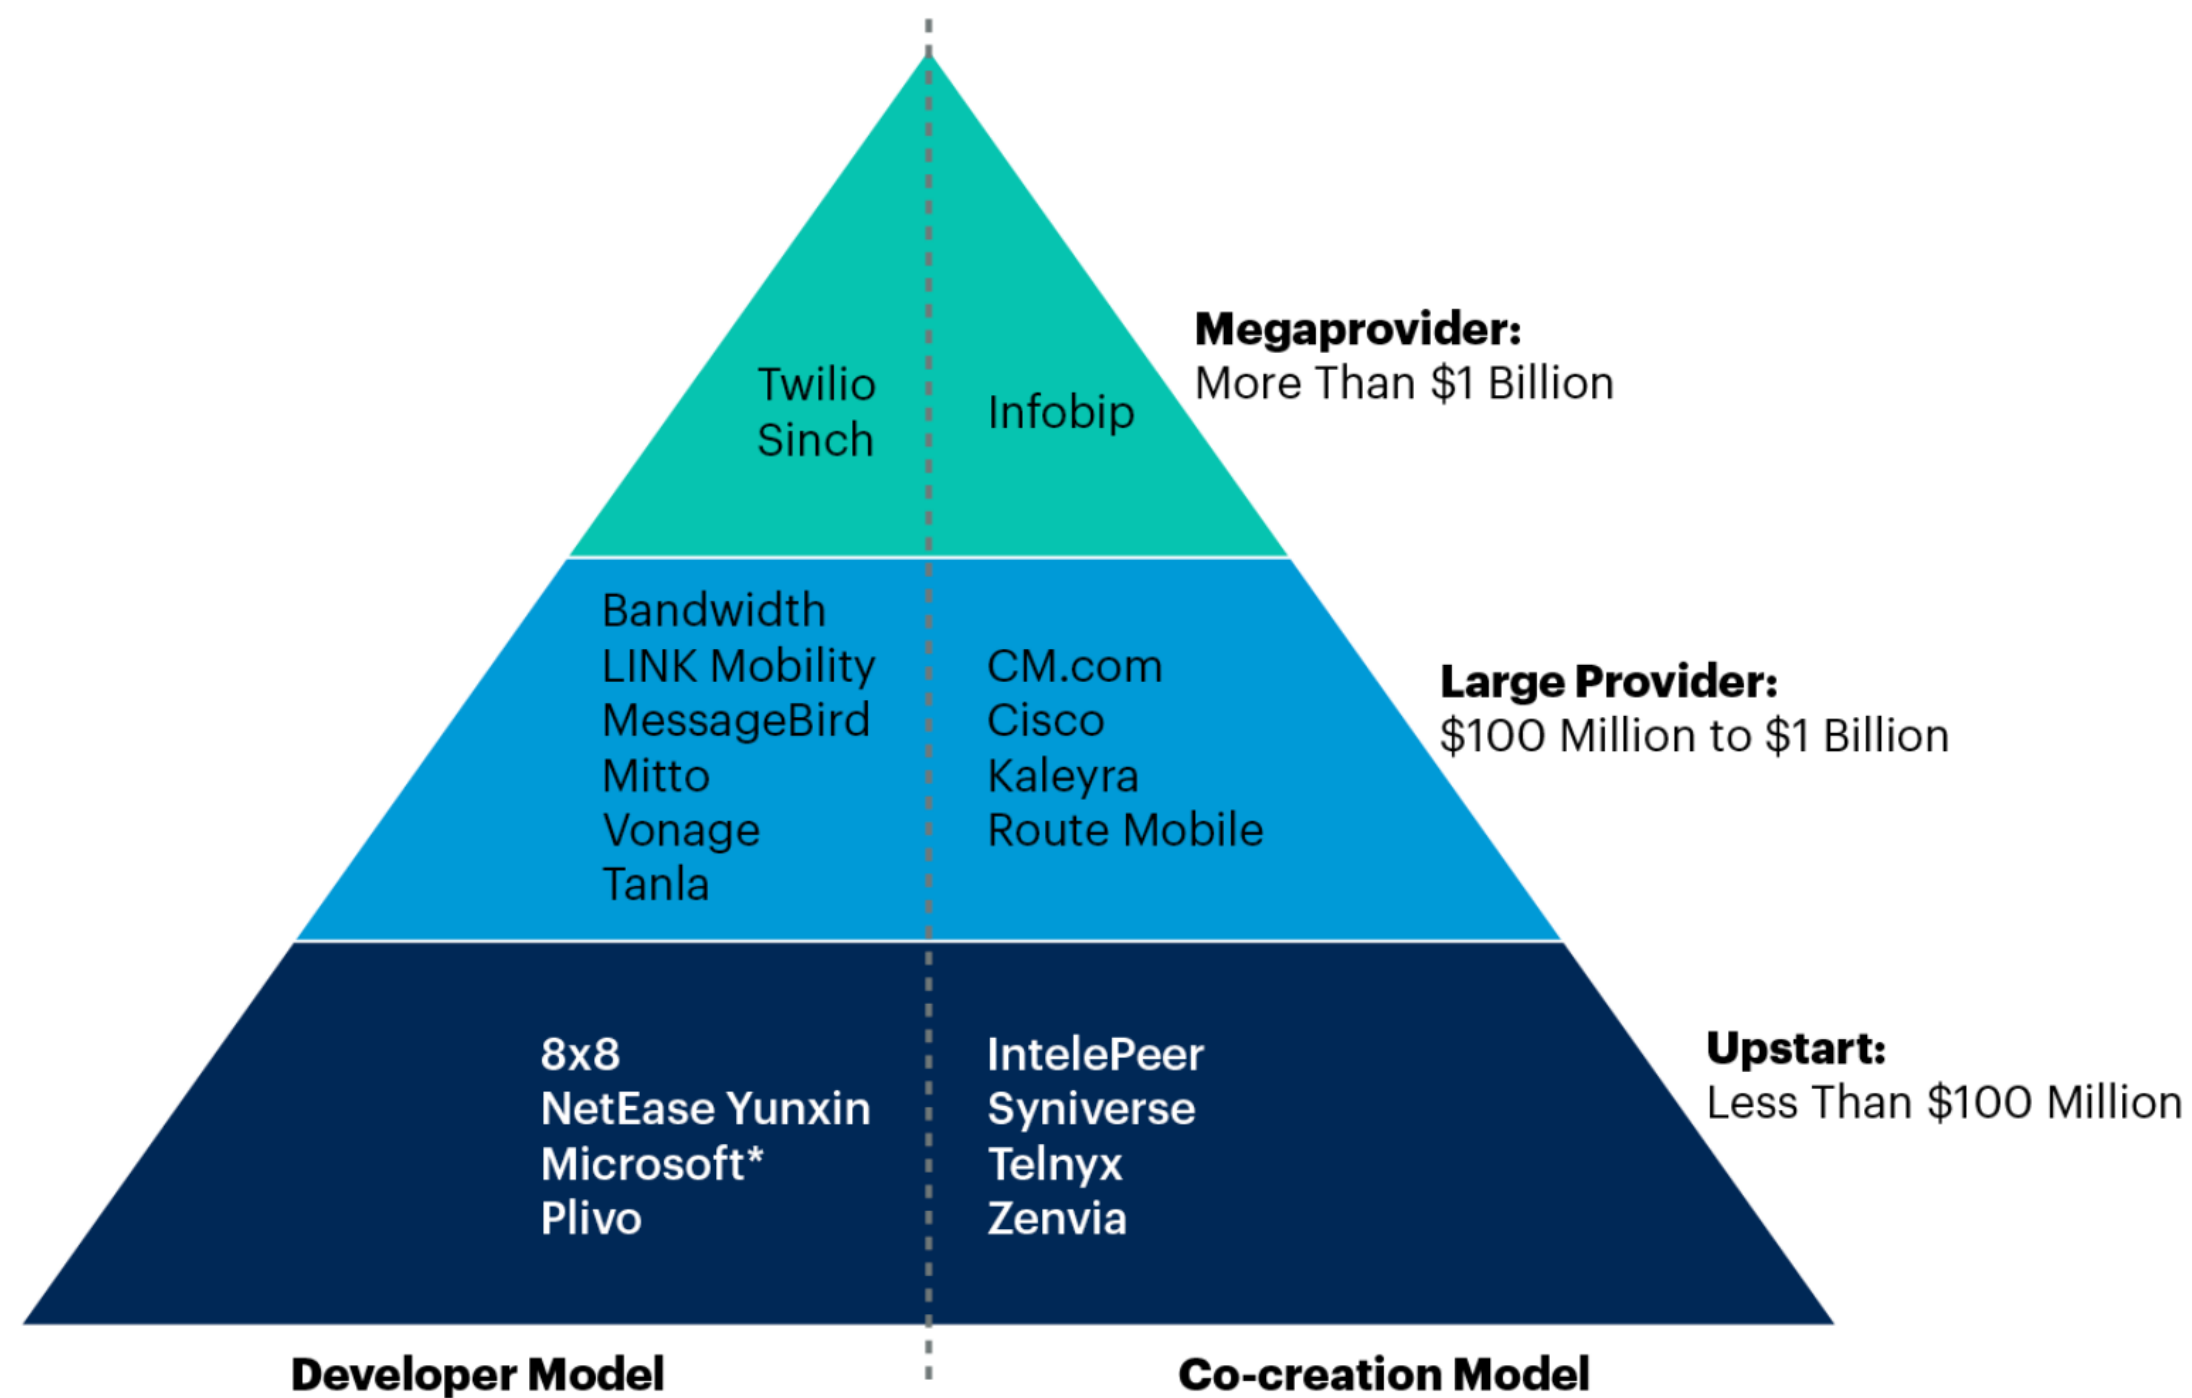 Megaprovider:
More Than $1 Billion
Twilio
Sinch
Infobip
Bandwidth
LINK Mobility
MessageBird
Mitto
Vonage
Tanla
CM.com
Cisco
Kaleyra
Route Mobile
Large Provider:
$100 Million to $1 Billion
8x8
NetEase Yunxin
Microsoft*
Plivo
IntelePeer
Syniverse
Telnyx
Zenvia
Upstart:
Less Than $100 Million
Developer Model
Co-creation Model